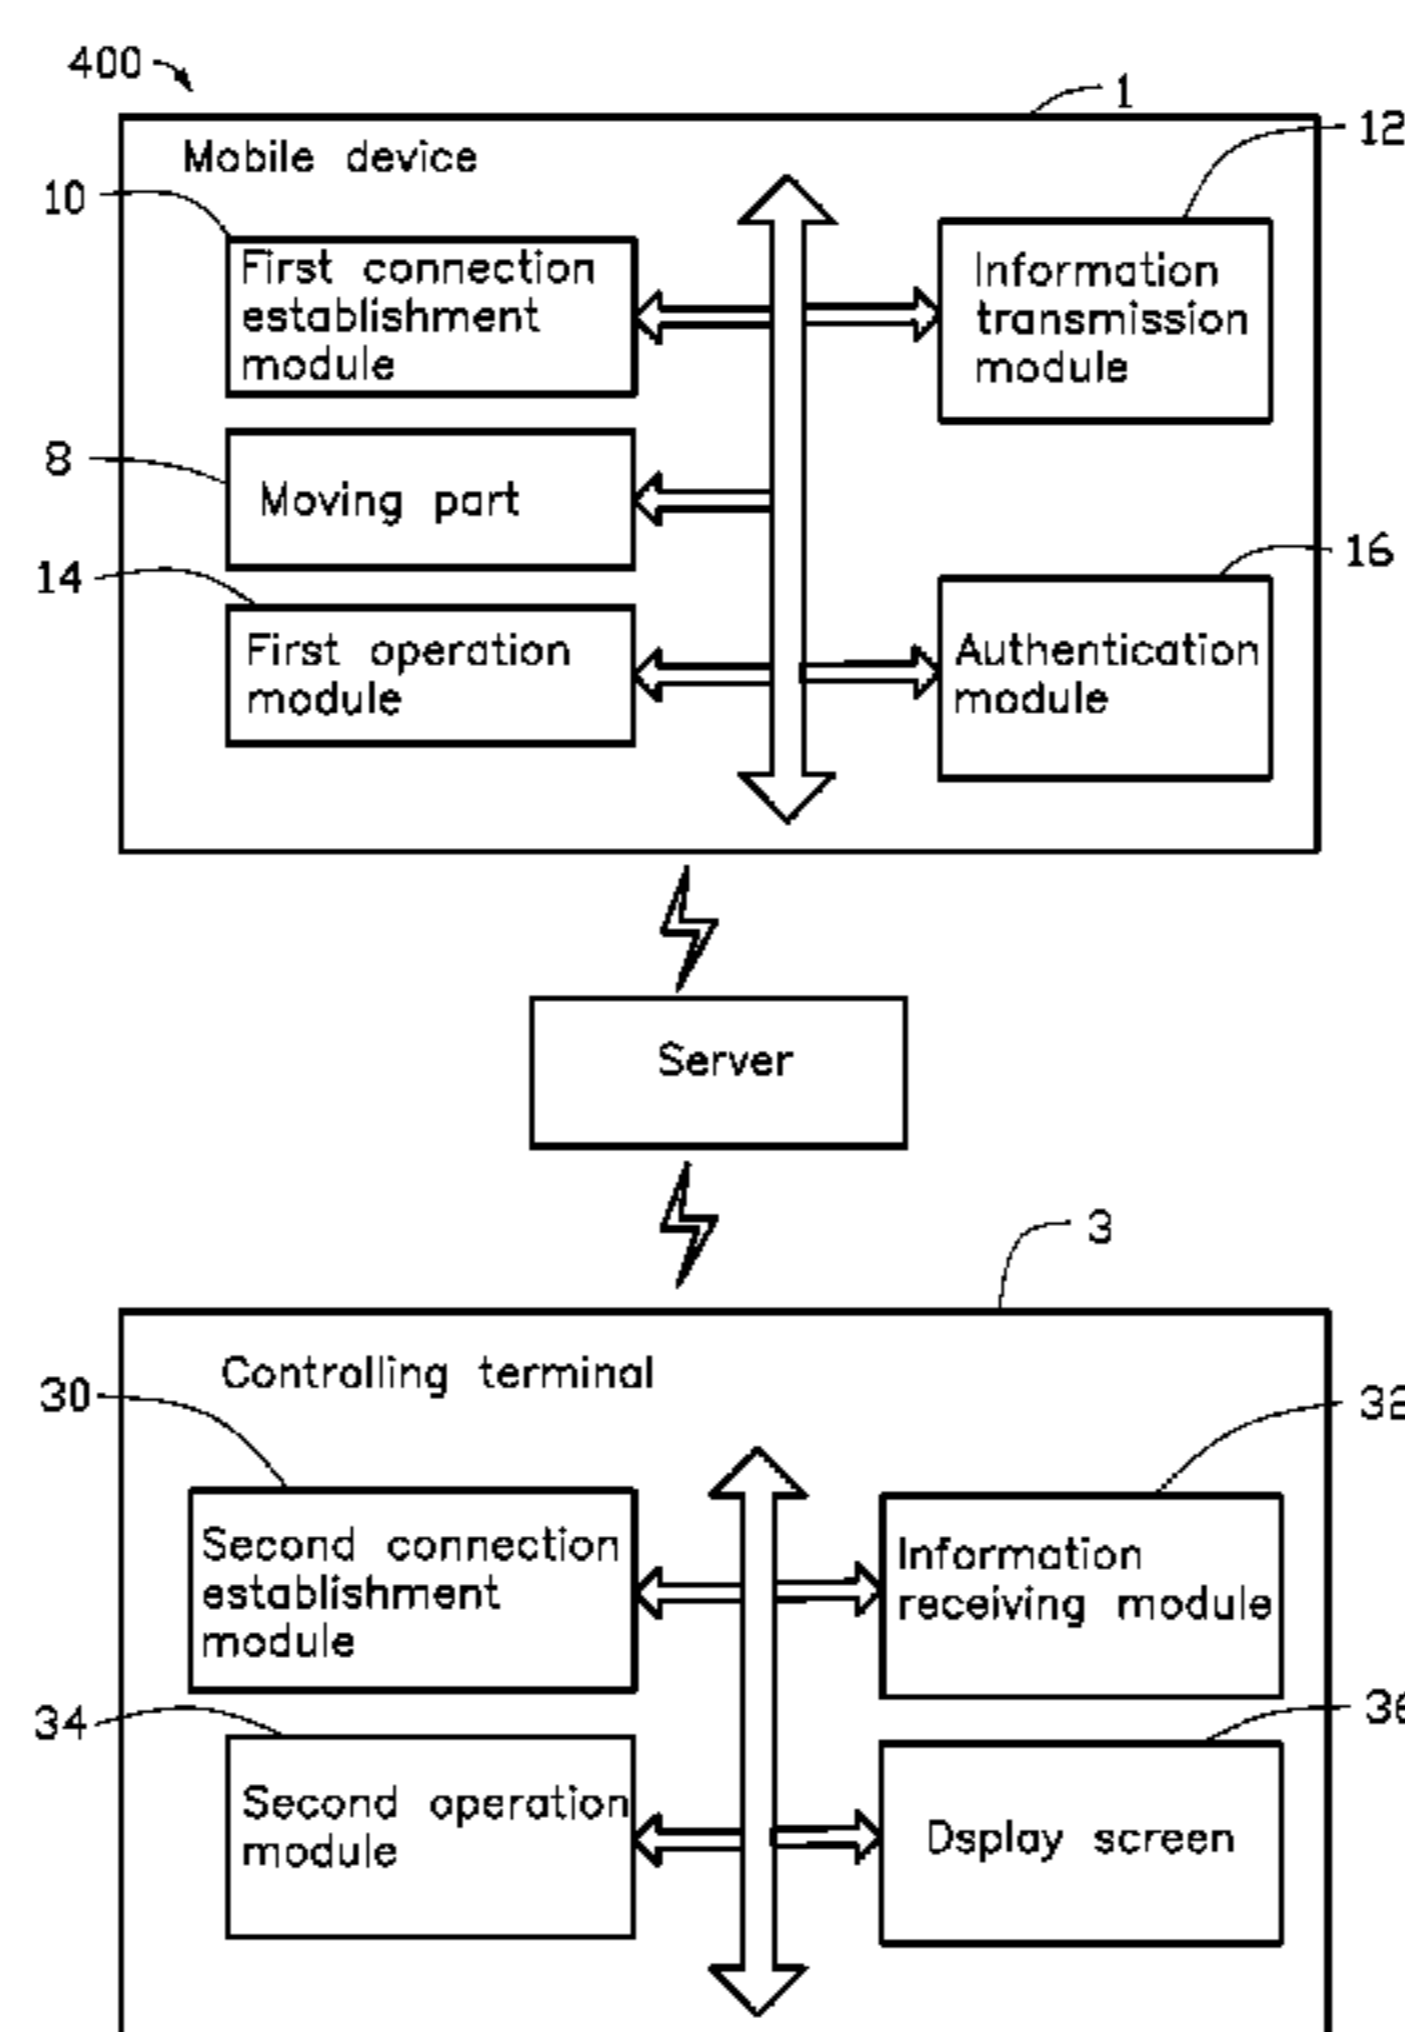 400
1
Mobile device
12
10
First connection
establishment
module
Information
transmission
module
8
Moving part
14
16
First operation
module
Authentication
module
Server
3
Controlling terminal
30
32
Second connection
establishment
module
Information
receiving module
34
36
Second operation
module
Dsplay screen